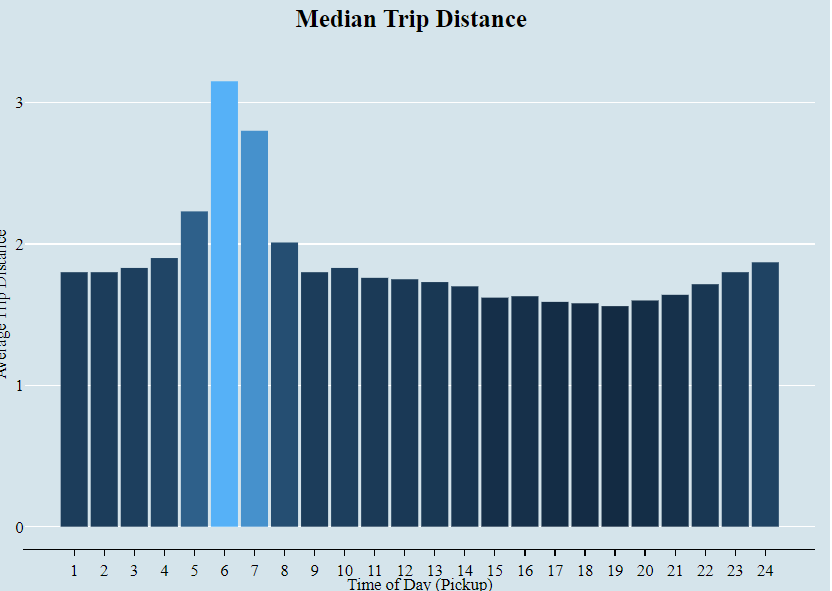 Median Trip Distance
3
2
1
0
Average Trip Distance
1 2 3 4 5 6 7 8 9 10 11 12 13 14 15 16 17 18 19 20 21 22 23 24
Time of Day (Pickup)